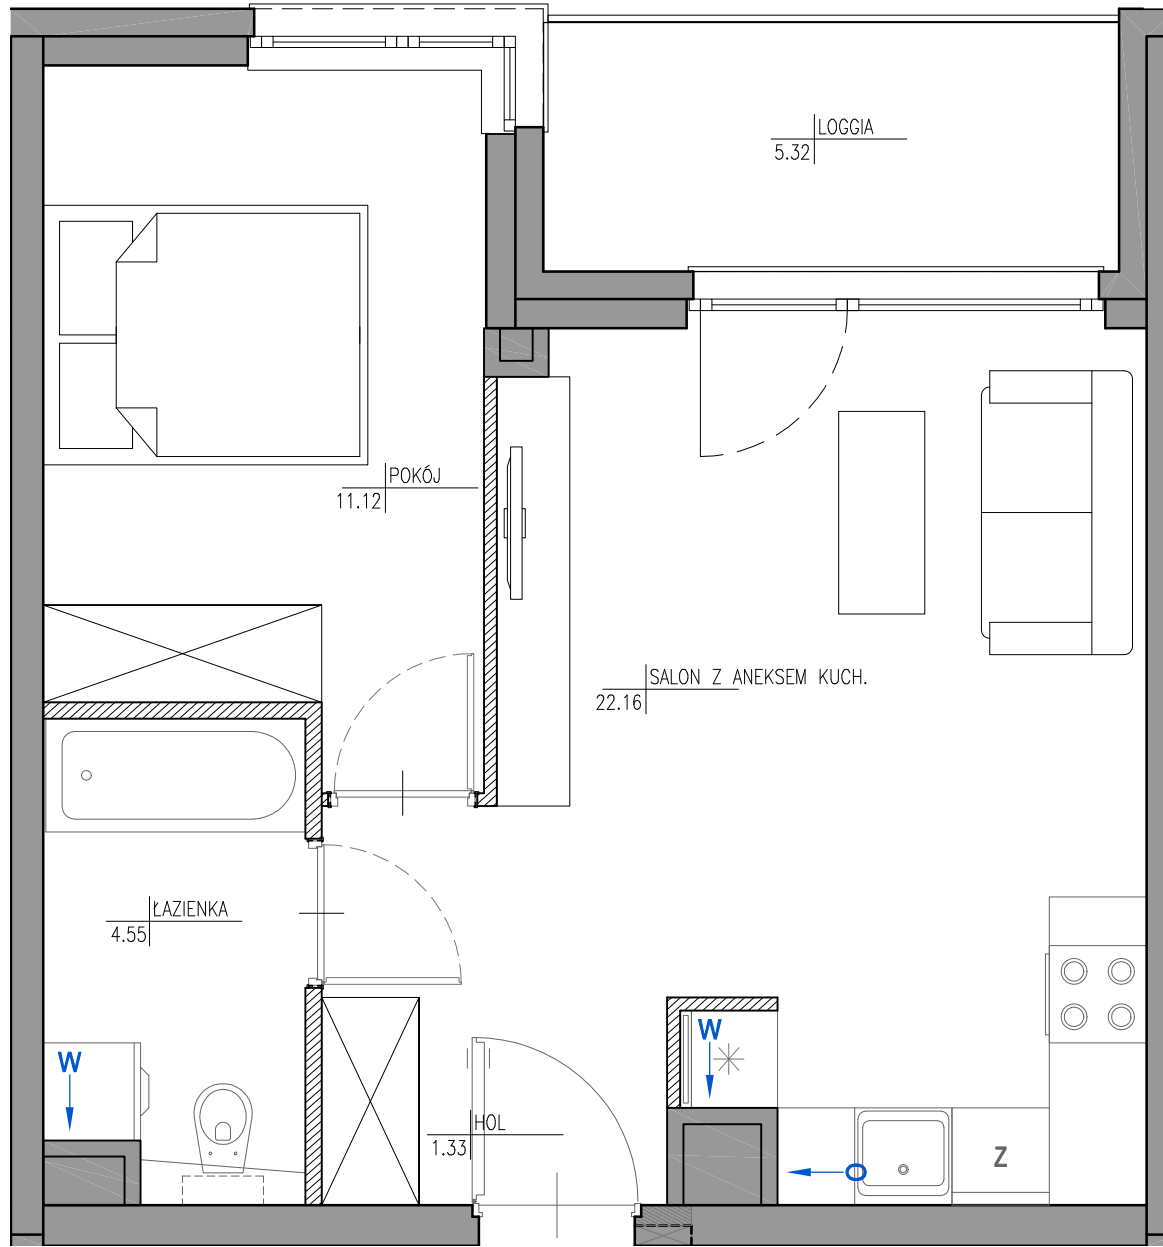 LOGGIA
5.32
POKÓJ
11.12
SALON Z ANEKSEM KUCH.
22.16
ŁAZIENKA
4.55
W
W
HOL
1.33
O
Z